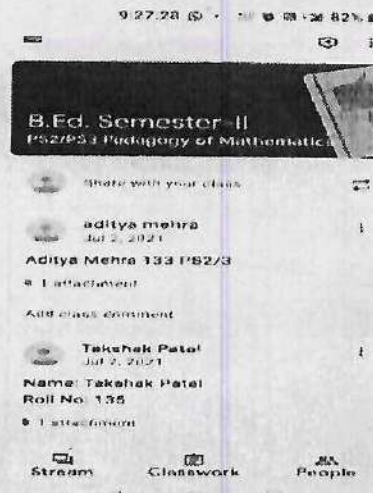 9:27:28 82%
B.Ed. Semester-II
PS2/PS3 Pedagogy of Mathematics
Share with your class
aditya mehra
Jul 2, 2021
Aditya Mehra 133 PS2/3
1 attachment
Add class comment
Takshak Patel
Jul 2, 2021
Name: Takshak Patel
Roll No: 135
1 attachment
Stream Classwork People